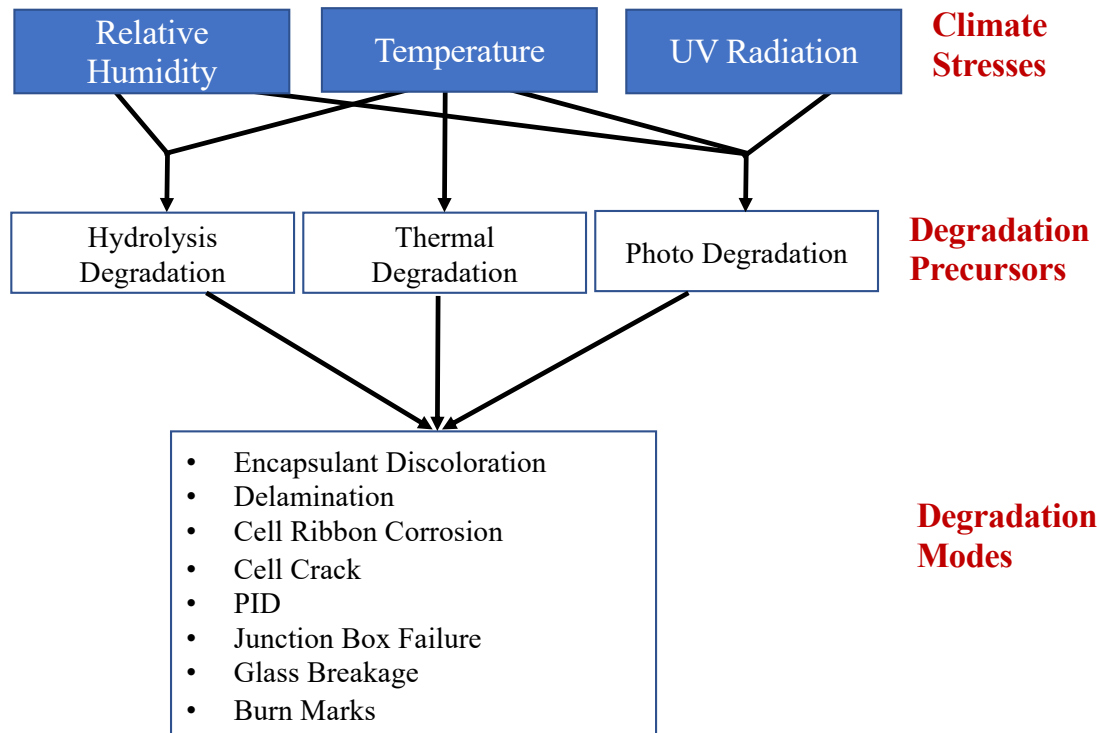 Relative
Humidity
Temperature
UV Radiation
Climate
Stresses
Hydrolysis
Degradation
Thermal
Degradation
Photo Degradation
Degradation
Precursors
• Encapsulant Discoloration
• Delamination
• Cell Ribbon Corrosion
• Cell Crack
• PID
• Junction Box Failure
• Glass Breakage
• Burn Marks
Degradation
Modes